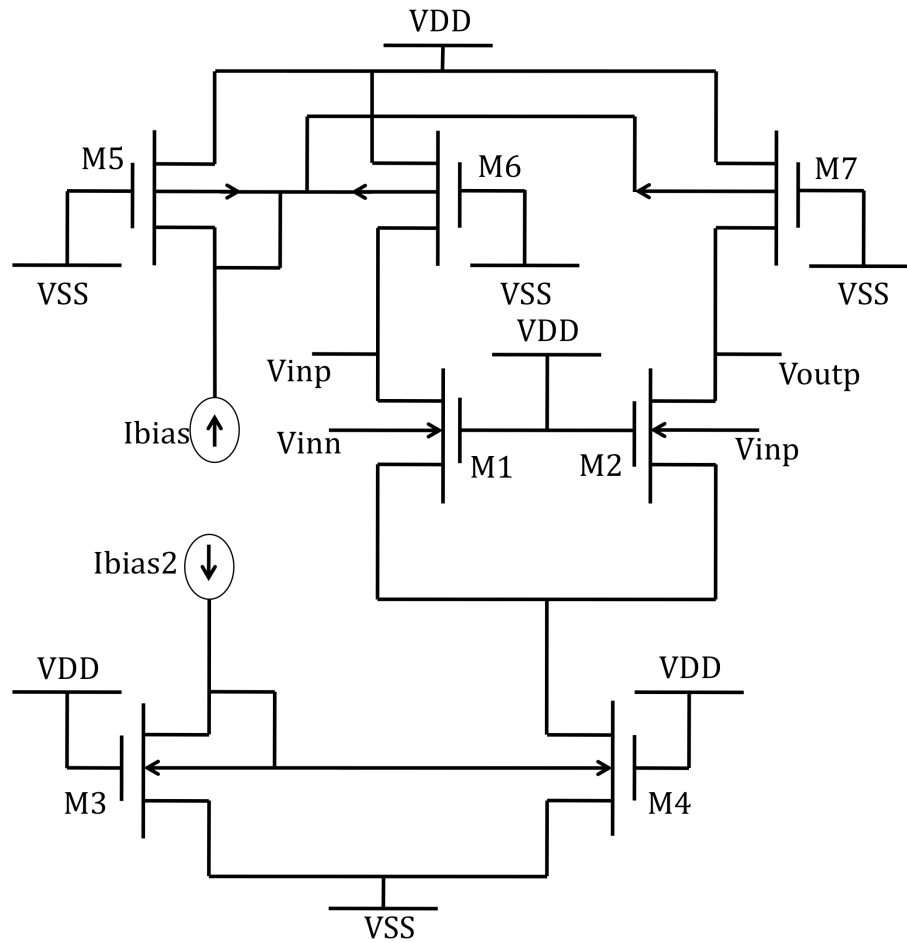 VDD
M5
M6
M7
VSS
VSS
VSS
VDD
Vinp
Voutp
Ibias
Vinn
M1
M2
Vinp
Ibias2
VDD
VDD
M3
M4
VSS